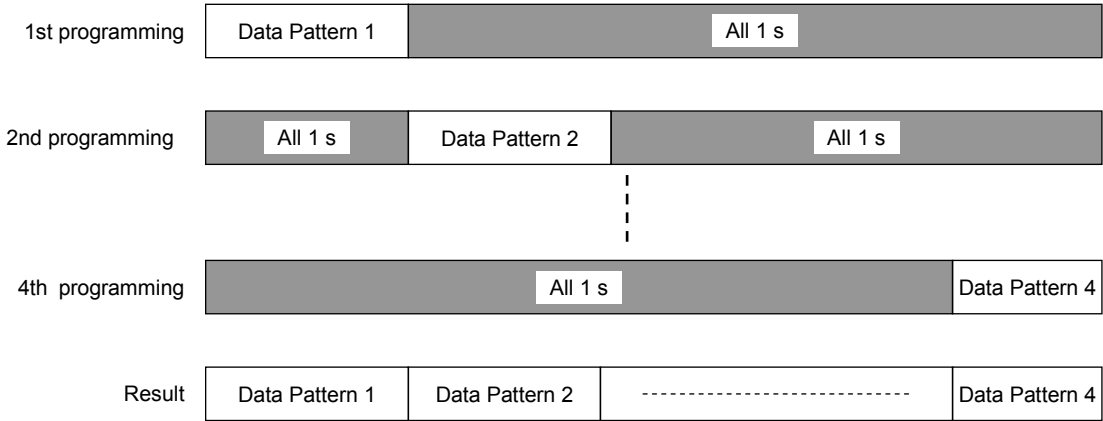 1st programming Data Pattern 1 All 1 s
2nd programming All 1 s Data Pattern 2 All 1 s
4th programming All 1 s Data Pattern 4
Result Data Pattern 1 Data Pattern 2 Data Pattern 4